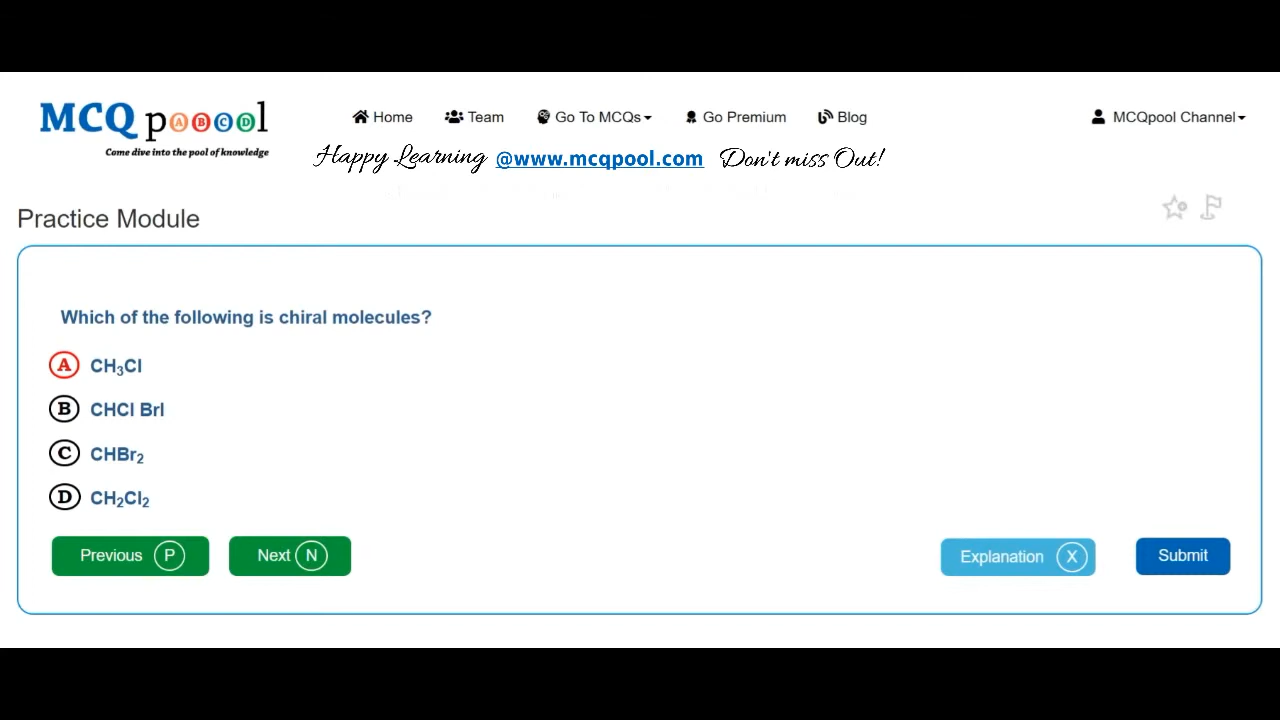 MCQ pooool
Come dive into the pool of knowledge
Home Team Go To MCQs Go Premium Blog MCQpool Channel
Happy Learning @www.mcqpool.com Don't miss Out!
Practice Module
Which of the following is chiral molecules?
A CH₃Cl
B CHCl BrI
C CHBr₂
D CH₂Cl₂
Previous P Next N Explanation X Submit